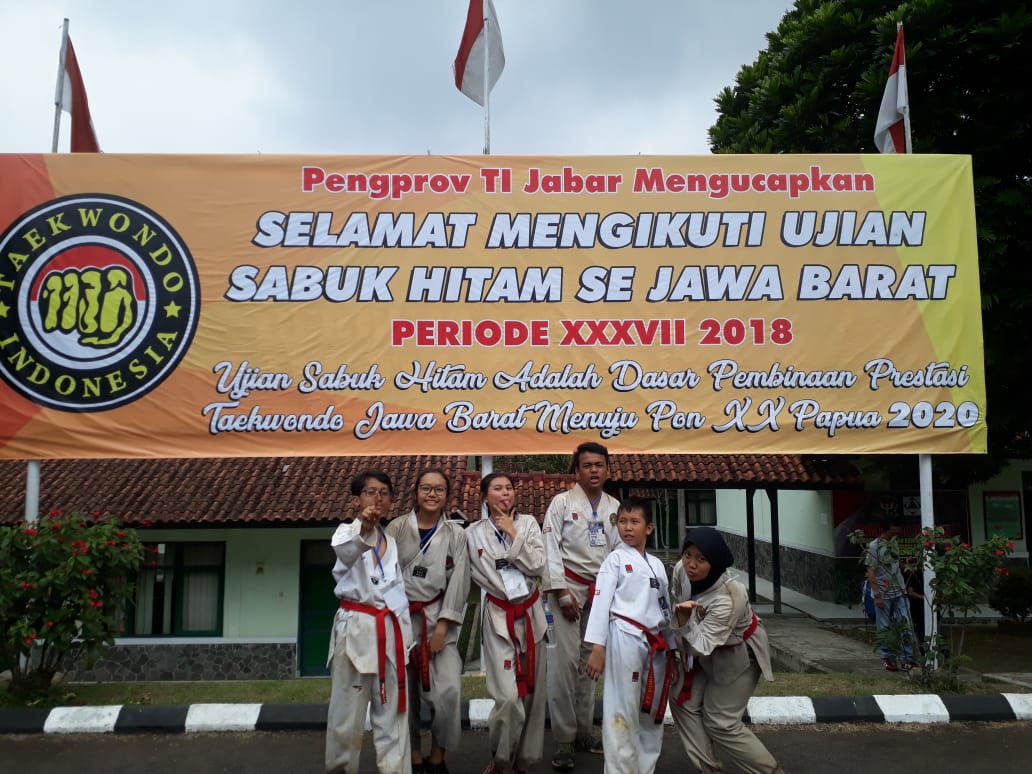 Pengprov TI Jabar Mengucapkan
SELAMAT MENGIKUTI UJIAN
SABUK HITAM SE JAWA BARAT
PERIODE XXXVII 2018
Ujian Sabuk Hitam Adalah Dasar Pembinaan Prestasi
Taekwondo Jawa Barat Menuju Pon XX Papua 2020
TAEKWONDO
INDONESIA